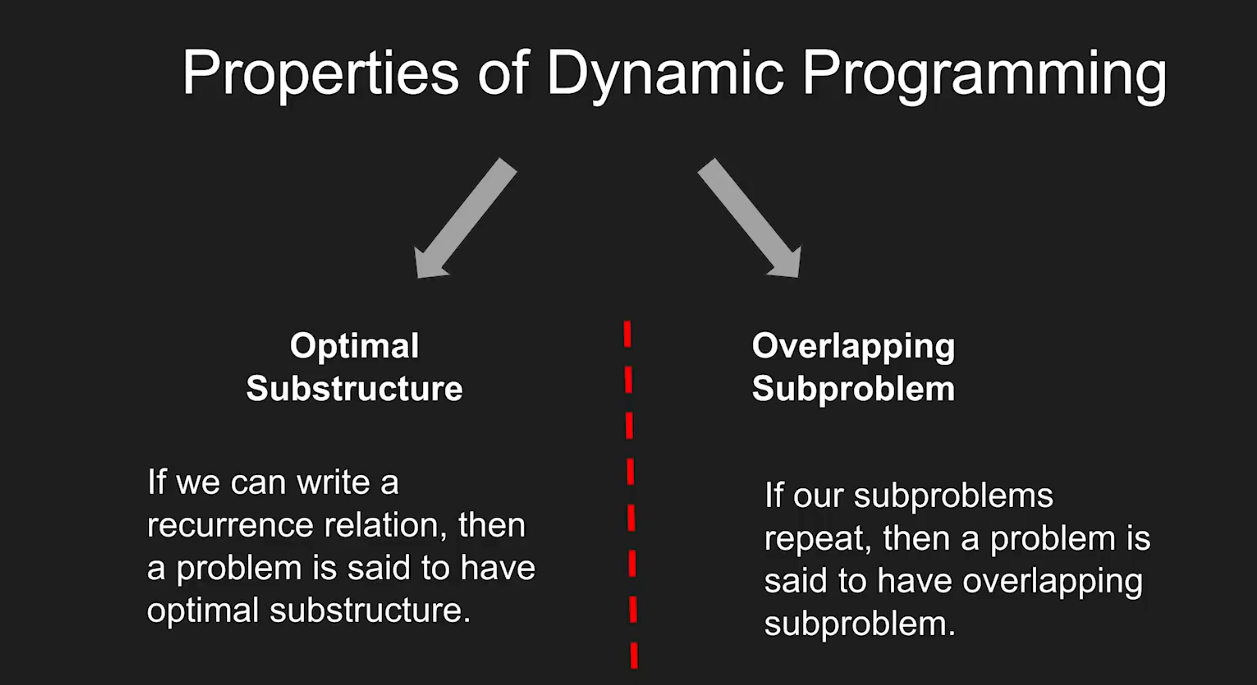 Properties of Dynamic Programming
Optimal
Substructure
If we can write a
recurrence relation, then
a problem is said to have
optimal substructure.
Overlapping
Subproblem
If our subproblems
repeat, then a problem is
said to have overlapping
subproblem.